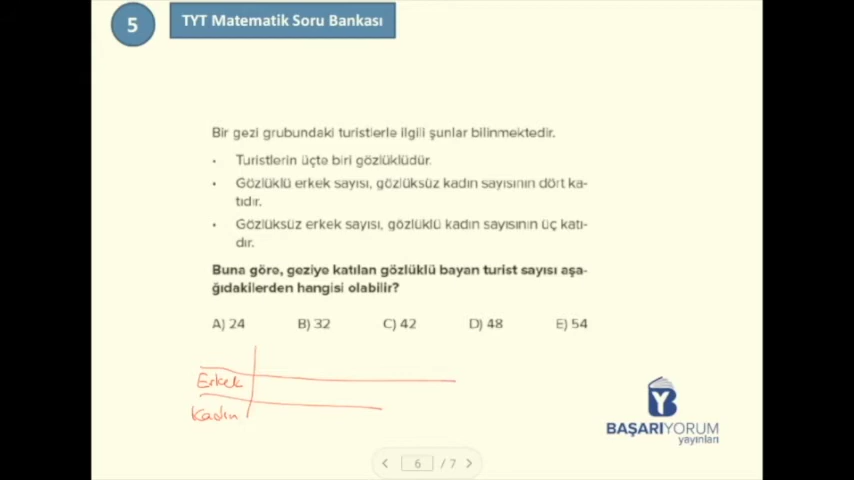 5
TYT Matematik Soru Bankası
Bir gezi grubundaki turistlerle ilgili şunlar bilinmektedir.
• Turistlerin üçte biri gözlüklüdür.
• Gözlüklü erkek sayısı, gözlüksüz kadın sayısının dört ka-
tıdır.
• Gözlüksüz erkek sayısı, gözlüklü kadın sayısının üç katı-
dır.
Buna göre, geziye katılan gözlüklü bayan turist sayısı aşa-
ğıdakilerden hangisi olabilir?
A) 24 B) 32 C) 42 D) 48 E) 54
Erkek
Kadın
BAŞARIYORUM
yayınları
< 6 / 7 >